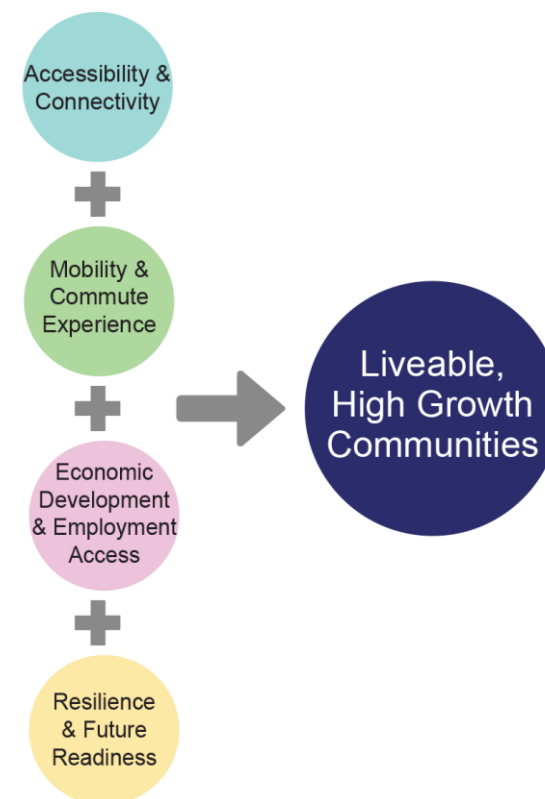 Accessibility &
Connectivity
Mobility &
Commute
Experience
Economic
Development
& Employment
Access
Resilience
& Future
Readiness
Liveable,
High Growth
Communities